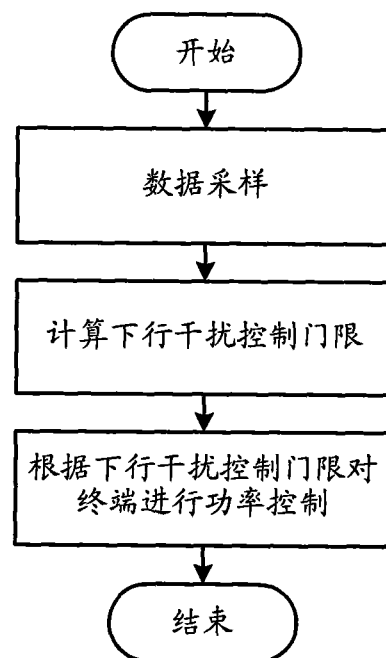 开始
数据采样
计算下行干扰控制门限
根据下行干扰控制门限对
终端进行功率控制
结束